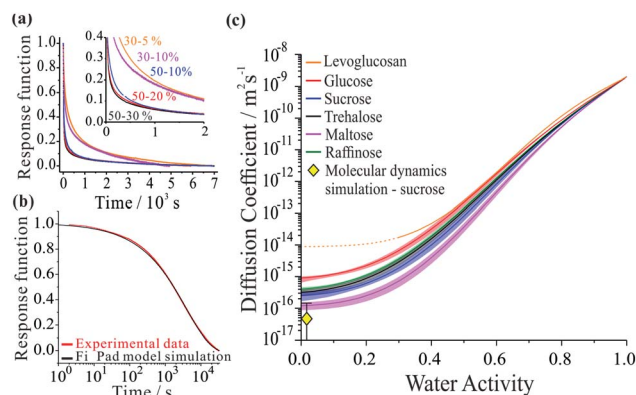 (a)
Response function
1.0
0.8
0.6
0.4
0.2
0.0
0 1 2 3 4 5 6 7
Time / 10³ s
0.4
0.3
0.2
0.1
0.0
0 1 2
30-5 %
30-10%
50-10%
50-20 %
50-30 %
(b)
Response function
1.0
0.8
0.6
0.4
0.2
0.0
Experimental data
Fi Pad model simulation
10⁰ 10¹ 10² 10³ 10⁴
Time / s
(c)
Diffusion Coefficient / m²s⁻¹
10⁻⁸
10⁻⁹
10⁻¹⁰
10⁻¹¹
10⁻¹²
10⁻¹³
10⁻¹⁴
10⁻¹⁵
10⁻¹⁶
10⁻¹⁷
Levoglucosan
Glucose
Sucrose
Trehalose
Maltose
Raffinose
Molecular dynamics
simulation - sucrose
0.0 0.2 0.4 0.6 0.8 1.0
Water Activity